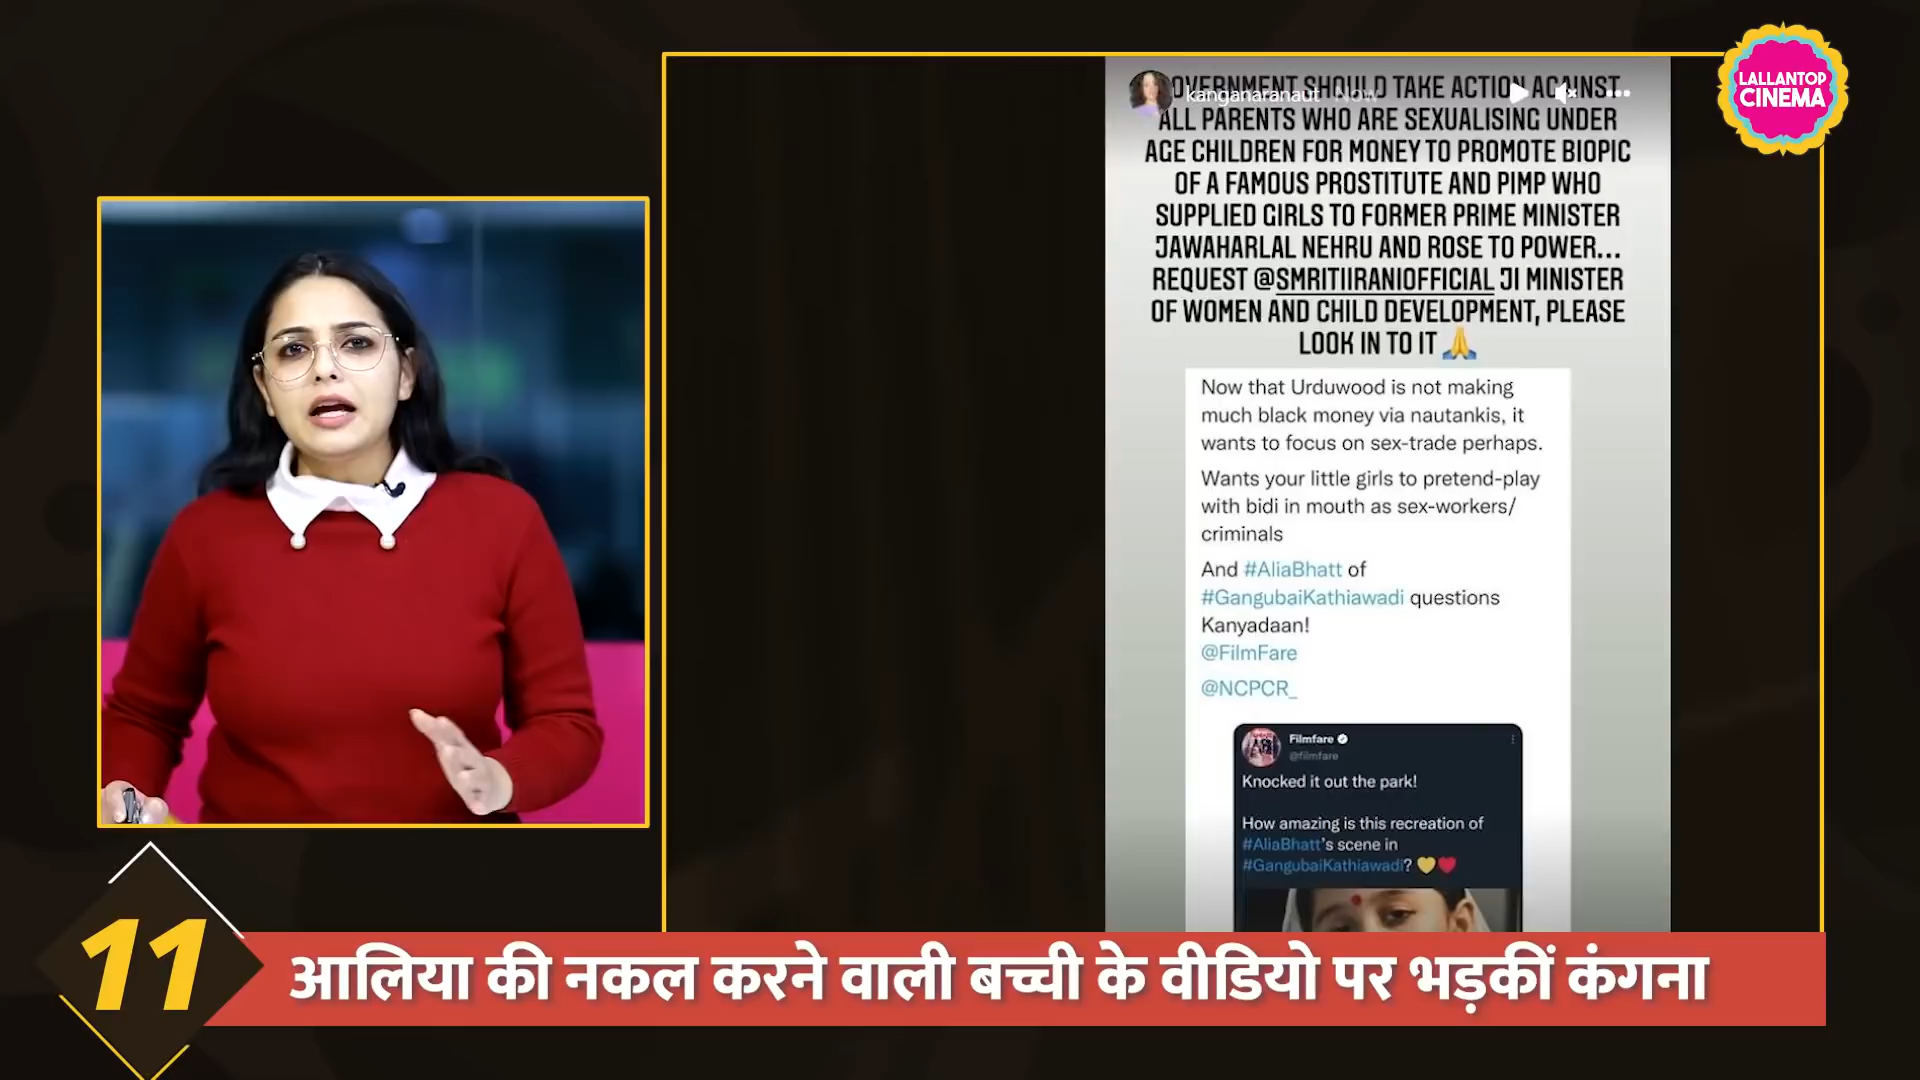 LALLANTOP
CINEMA
kanganaranaut Now
GOVERNMENT SHOULD TAKE ACTION AGAINST
ALL PARENTS WHO ARE SEXUALISING UNDER
AGE CHILDREN FOR MONEY TO PROMOTE BIOPIC
OF A FAMOUS PROSTITUTE AND PIMP WHO
SUPPLIED GIRLS TO FORMER PRIME MINISTER
JAWAHARLAL NEHRU AND ROSE TO POWER...
REQUEST @SMRITIIRANIOFFICIAL JI MINISTER
OF WOMEN AND CHILD DEVELOPMENT, PLEASE
LOOK IN TO IT 🙏
Now that Urduwood is not making
much black money via nautankis, it
wants to focus on sex-trade perhaps.
Wants your little girls to pretend-play
with bidi in mouth as sex-workers/
criminals
And #AliaBhatt of
#GangubaiKathiawadi questions
Kanyadaan!
@FilmFare
@NCPCR_
Filmfare
@filmfare
Knocked it out the park!
How amazing is this recreation of
#AliaBhatt's scene in
#GangubaiKathiawadi? 💛❤️
11
आलिया की नकल करने वाली बच्ची के वीडियो पर भड़कीं कंगना